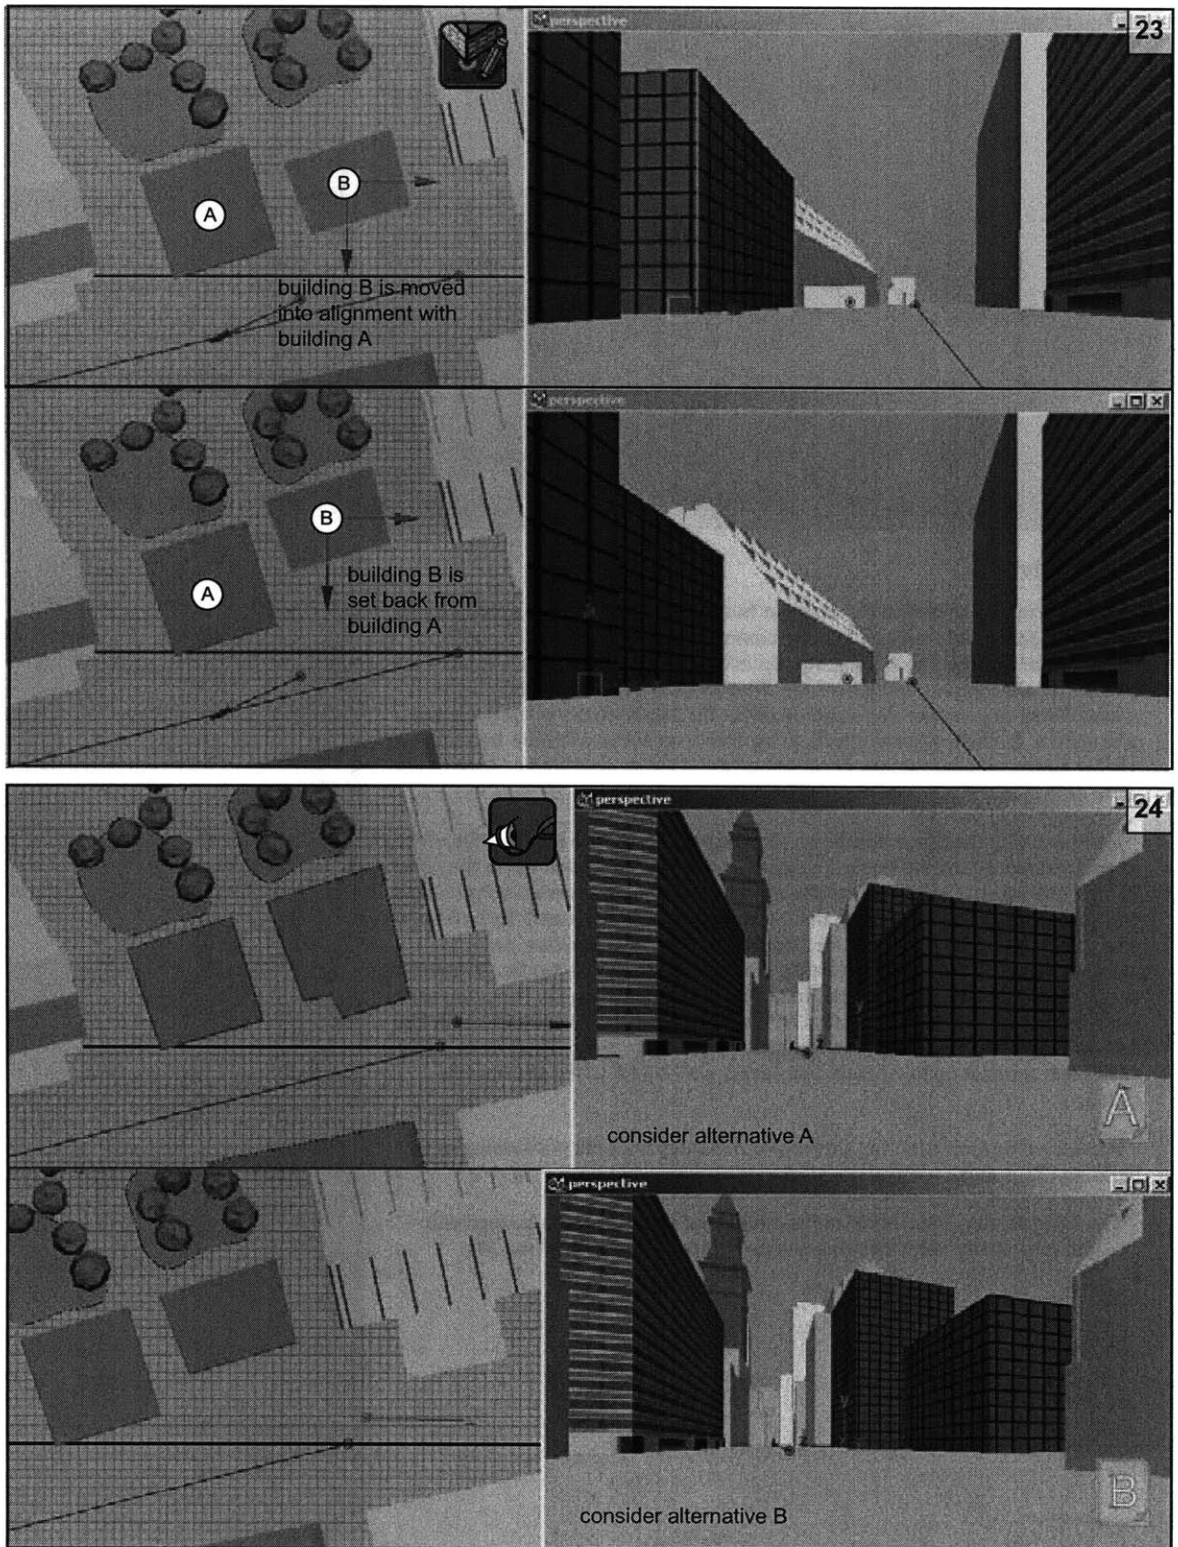 perspective
23
A
B
building B is moved
into alignment with
building A
perspective
A
B
building B is
set back from
building A
perspective
24
consider alternative A
A
perspective
consider alternative B
B